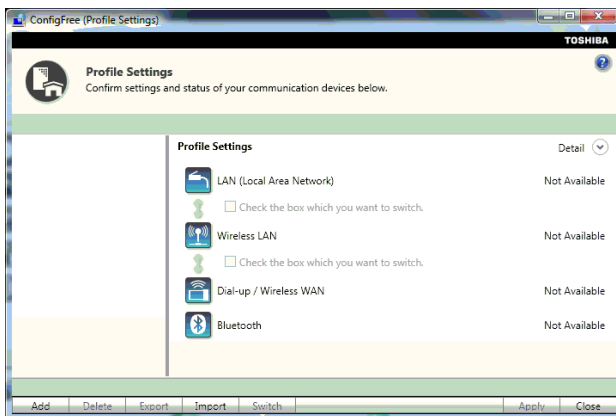 ConfigFree (Profile Settings)
TOSHIBA
Profile Settings
Confirm settings and status of your communication devices below.
?
Profile Settings
Detail
LAN (Local Area Network)
Not Available
Check the box which you want to switch.
Wireless LAN
Not Available
Check the box which you want to switch.
Dial-up / Wireless WAN
Not Available
Bluetooth
Not Available
Add Delete Export Import Switch Apply Close